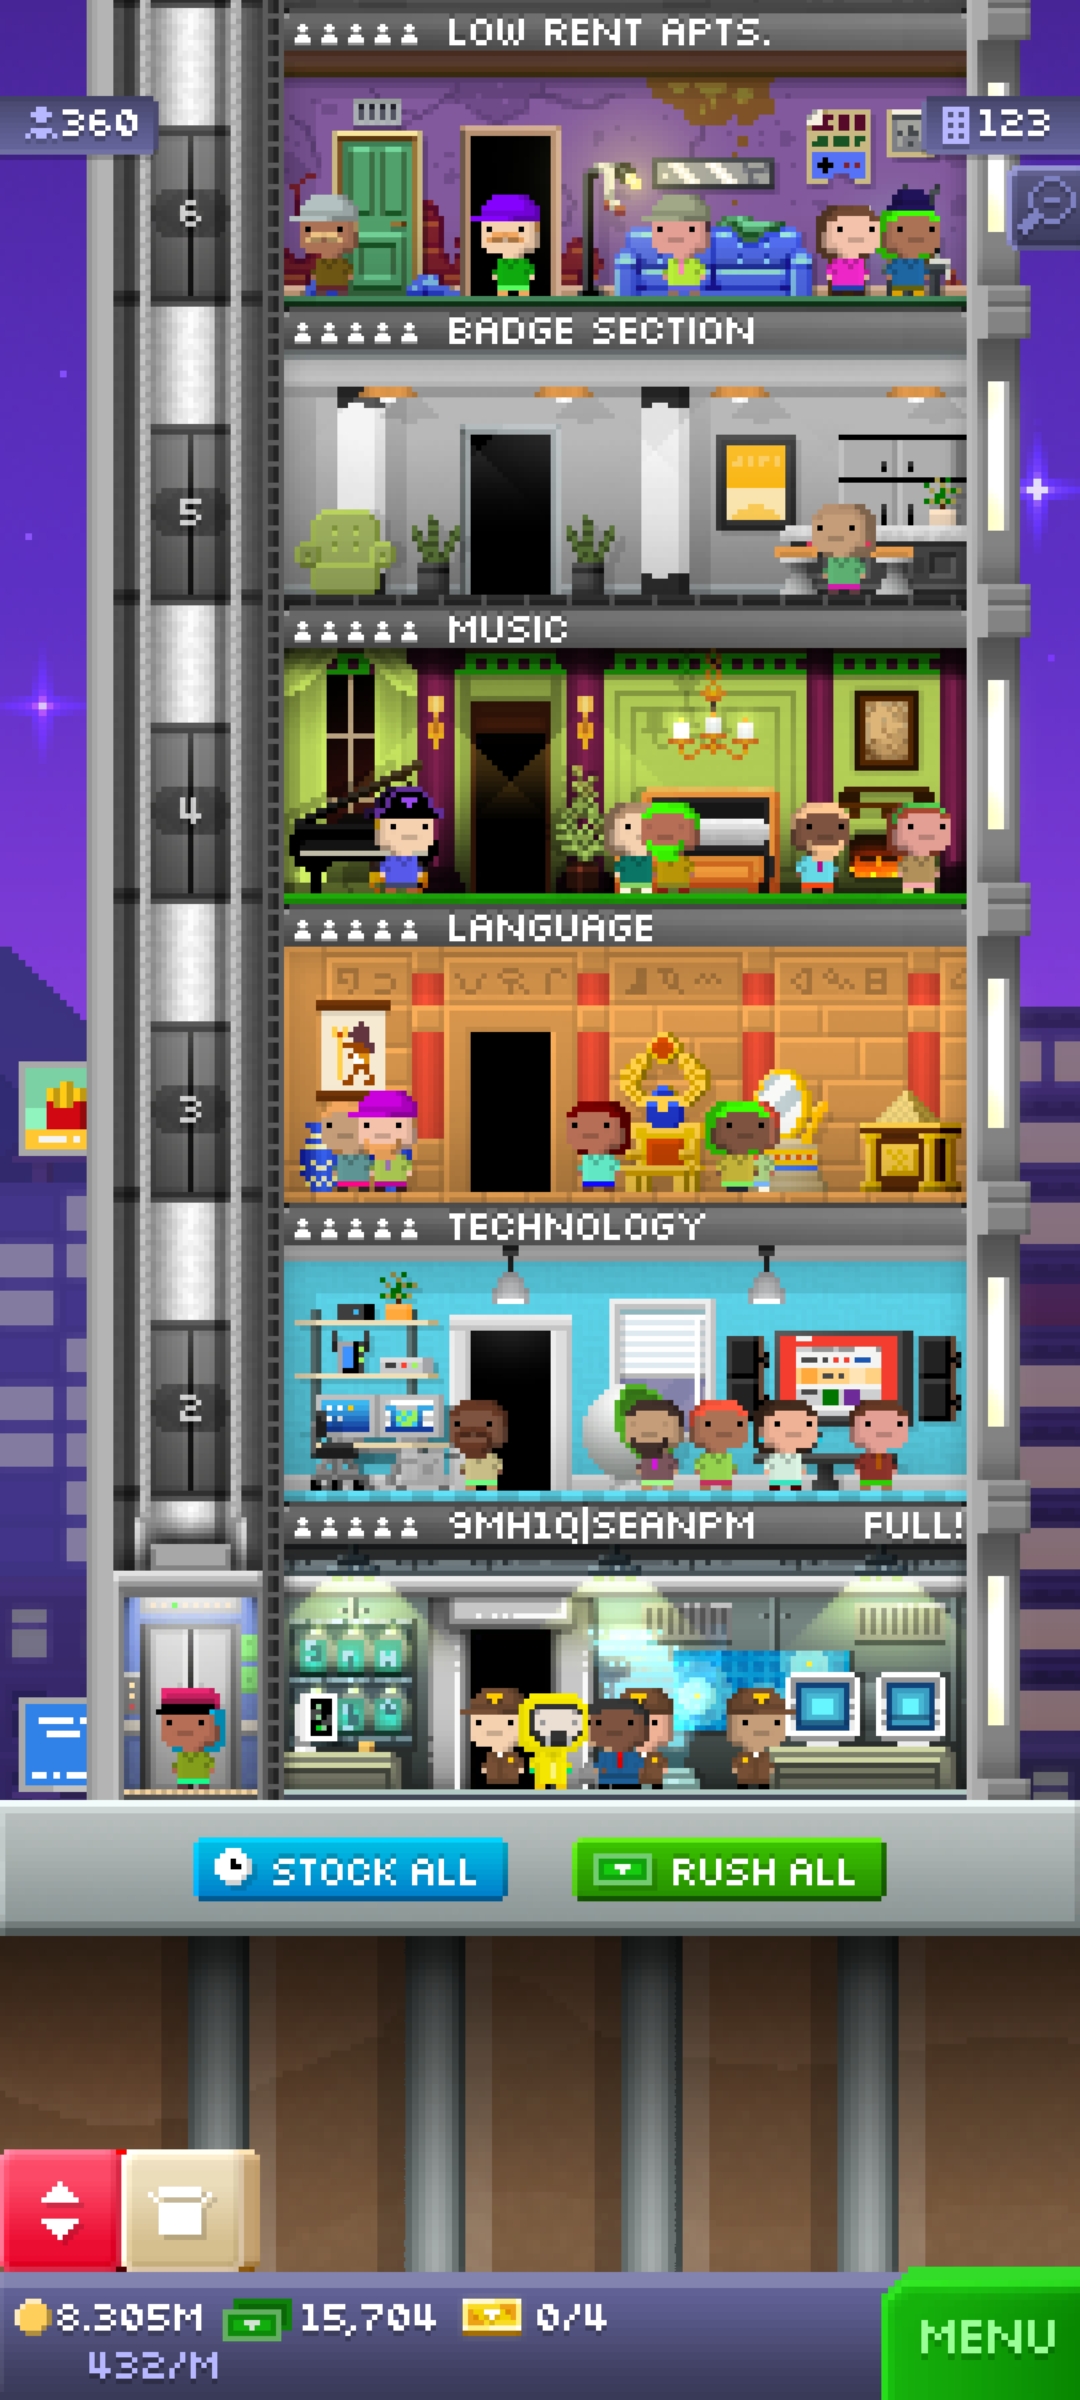 LOW RENT APTS.
360
123
6
BADGE SECTION
5
MUSIC
4
LANGUAGE
3
TECHNOLOGY
2
9MH1Q|SEANPM FULL!
STOCK ALL
RUSH ALL
8.305M 15,704 0/4
432/M
MENU